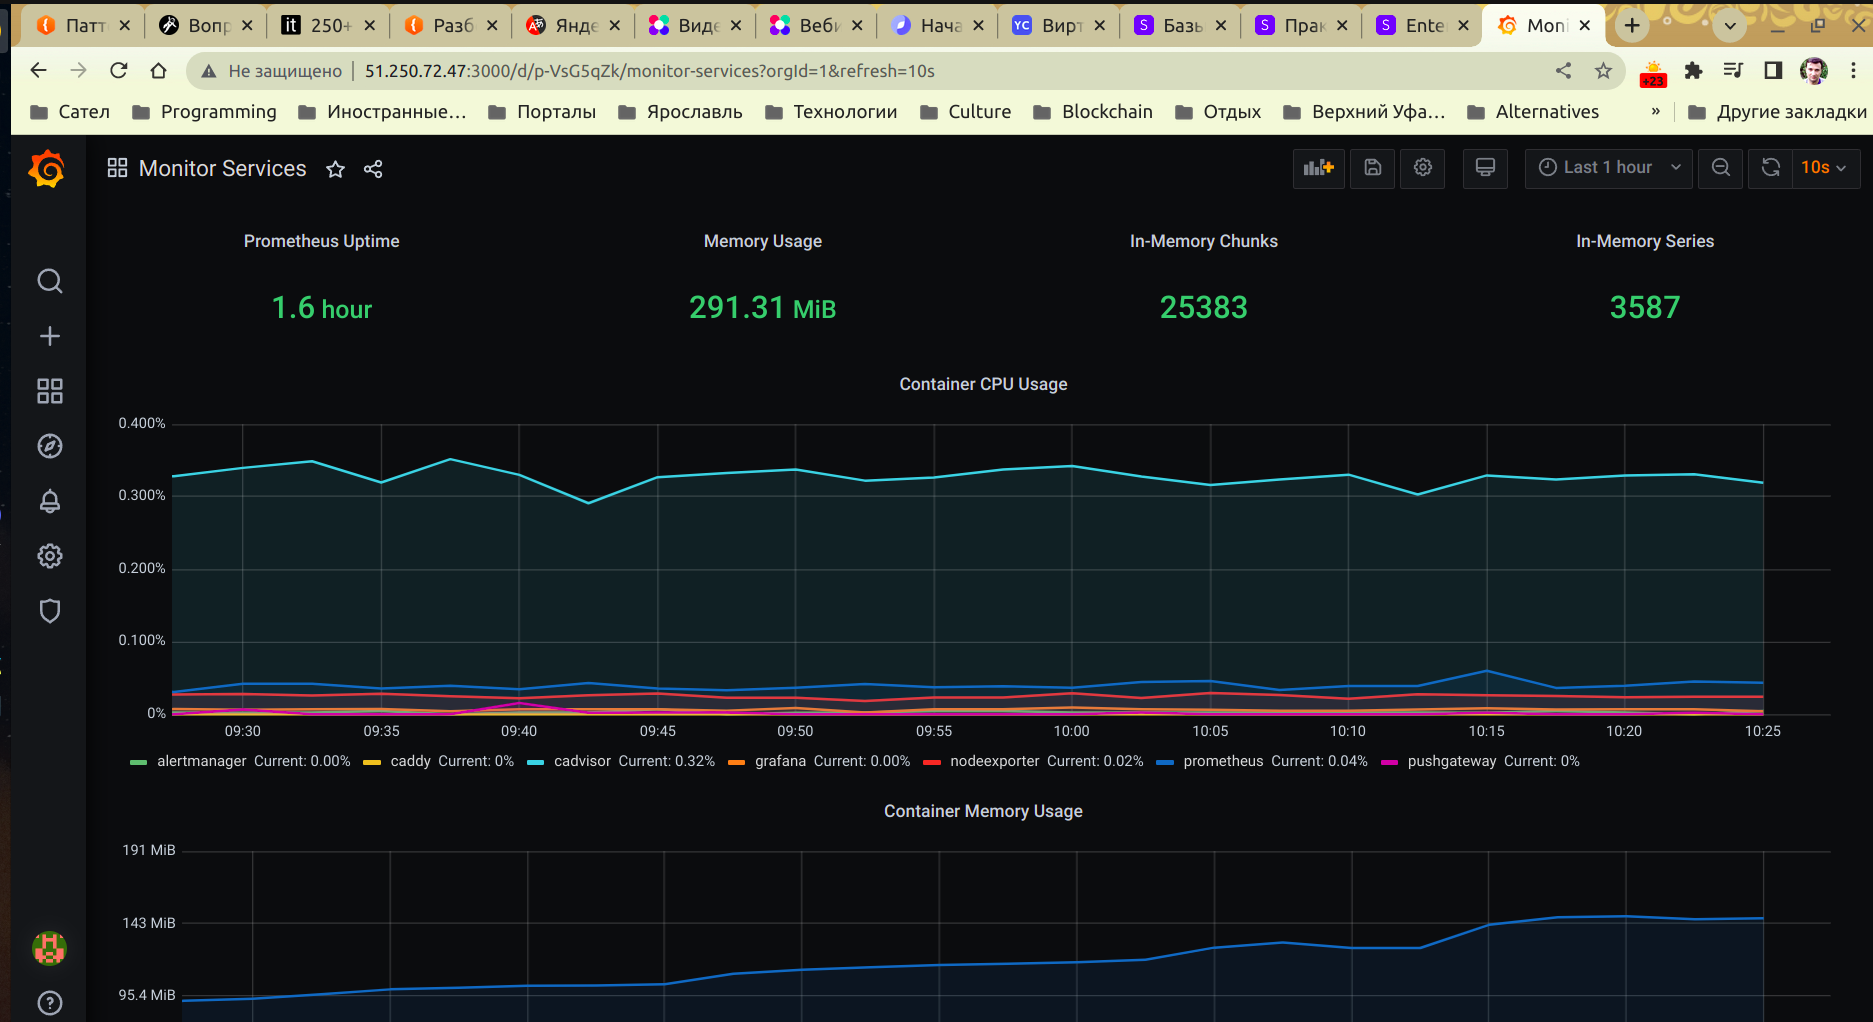 Патт Вопр 250+ Разб Янде Виде Веби Нача Вирт Базы Прак Ente Moni
Не защищено 51.250.72.47:3000/d/p-VsG5qZk/monitor-services?orgId=1&refresh=10s +23
Сател Programming Иностранные… Порталы Ярославль Технологии Culture Blockchain Отдых Верхний Уфа… Alternatives » Другие закладки
Monitor Services Last 1 hour 10s
Prometheus Uptime Memory Usage In-Memory Chunks In-Memory Series
1.6 hour 291.31 MiB 25383 3587
Container CPU Usage
0.400%
0.300%
0.200%
0.100%
0%
09:30 09:35 09:40 09:45 09:50 09:55 10:00 10:05 10:10 10:15 10:20 10:25
alertmanager Current: 0.00% caddy Current: 0% cadvisor Current: 0.32% grafana Current: 0.00% nodeexporter Current: 0.02% prometheus Current: 0.04% pushgateway Current: 0%
Container Memory Usage
191 MiB
143 MiB
95.4 MiB